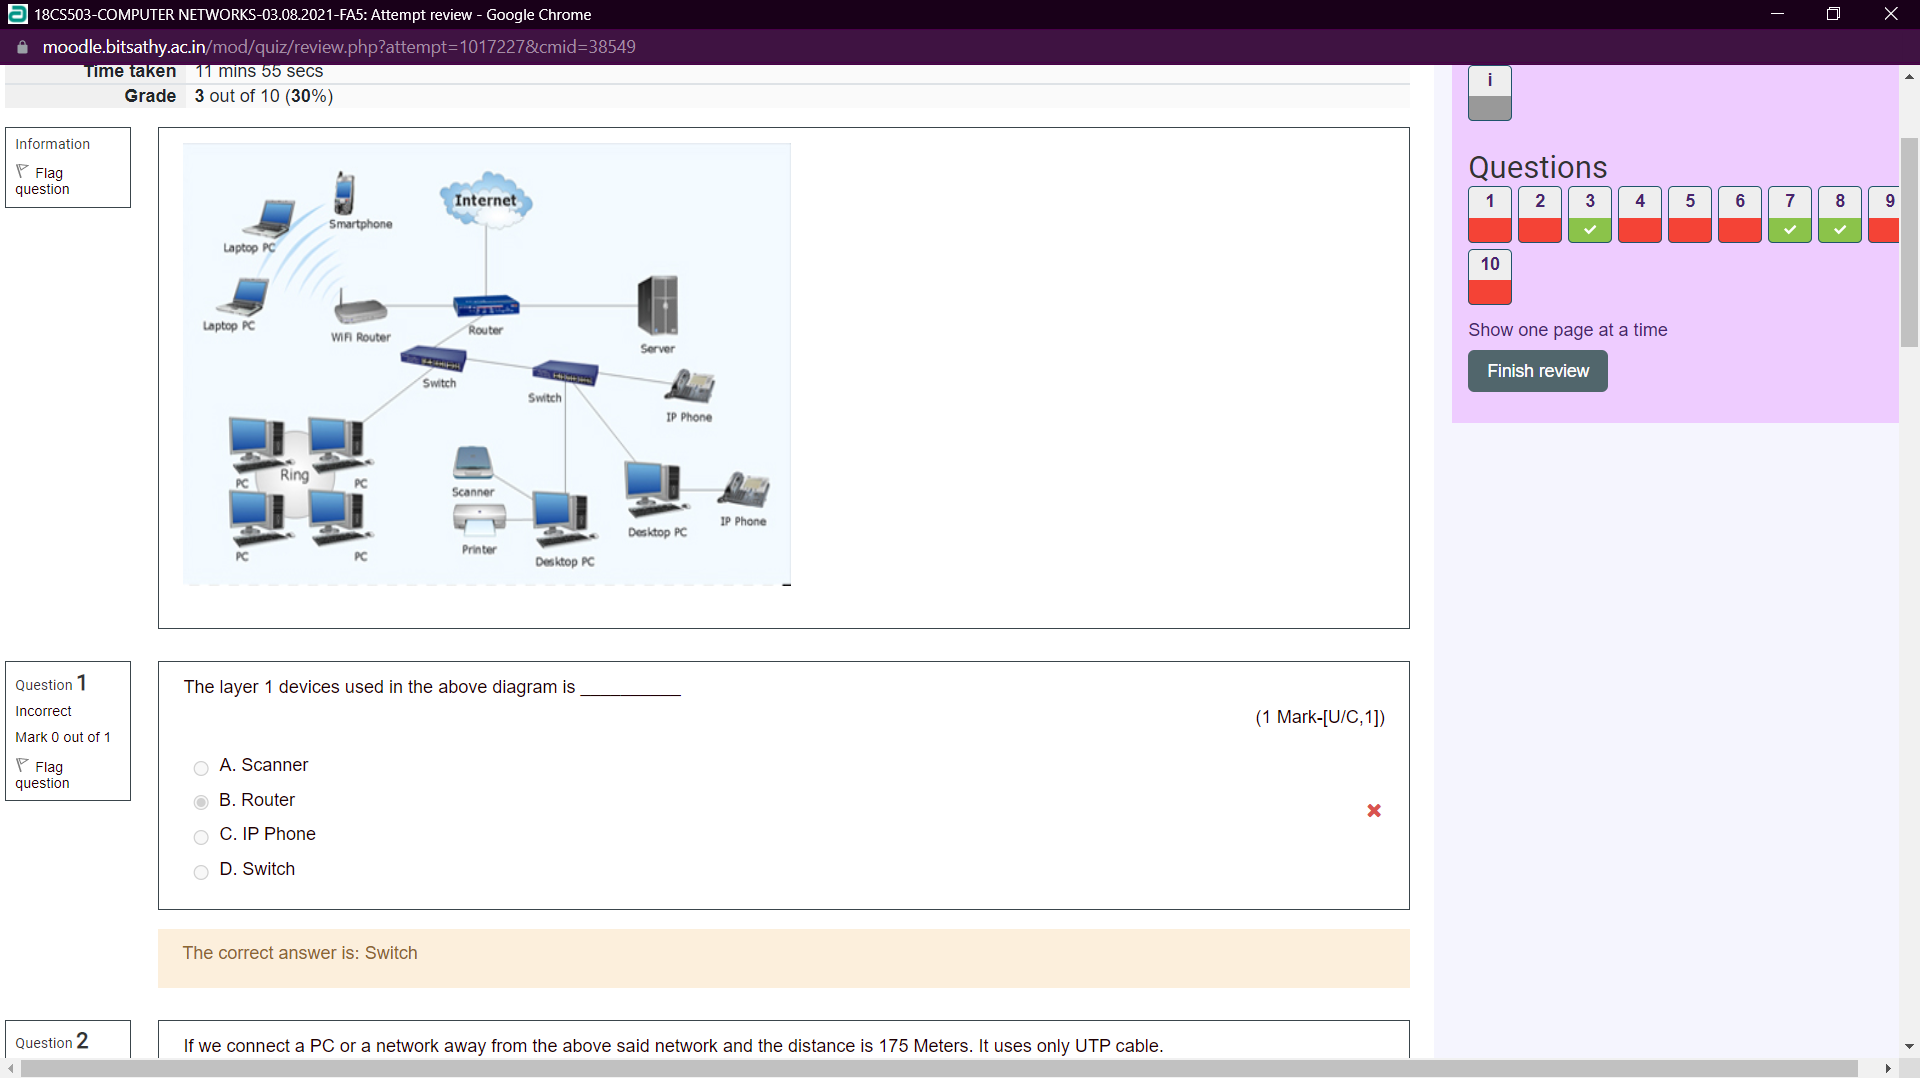 18CS503-COMPUTER NETWORKS-03.08.2021-FA5: Attempt review - Google Chrome
moodle.bitsathy.ac.in/mod/quiz/review.php?attempt=1017227&cmid=38549
Time taken 11 mins 55 secs
Grade 3 out of 10 (30%)
Information
Flag
question
Internet
Smartphone
Laptop PC
Laptop PC
WiFi Router
Router
Server
Switch
Switch
IP Phone
Ring
PC
PC
Scanner
Printer
Desktop PC
IP Phone
Desktop PC
PC
PC
Question 1
Incorrect
Mark 0 out of 1
Flag
question
The layer 1 devices used in the above diagram is __________
(1 Mark-[U/C,1])
A. Scanner
B. Router
C. IP Phone
D. Switch
The correct answer is: Switch
Question 2
If we connect a PC or a network away from the above said network and the distance is 175 Meters. It uses only UTP cable.
i
Questions
1 2 3 4 5 6 7 8 9
10
Show one page at a time
Finish review